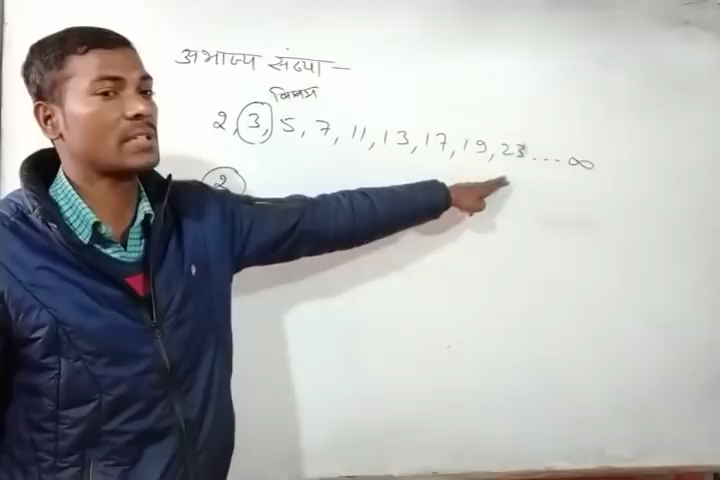 अभाज्य संख्या —
विषम
2, 3, 5, 7, 11, 13, 17, 19, 23 .... ∞
2